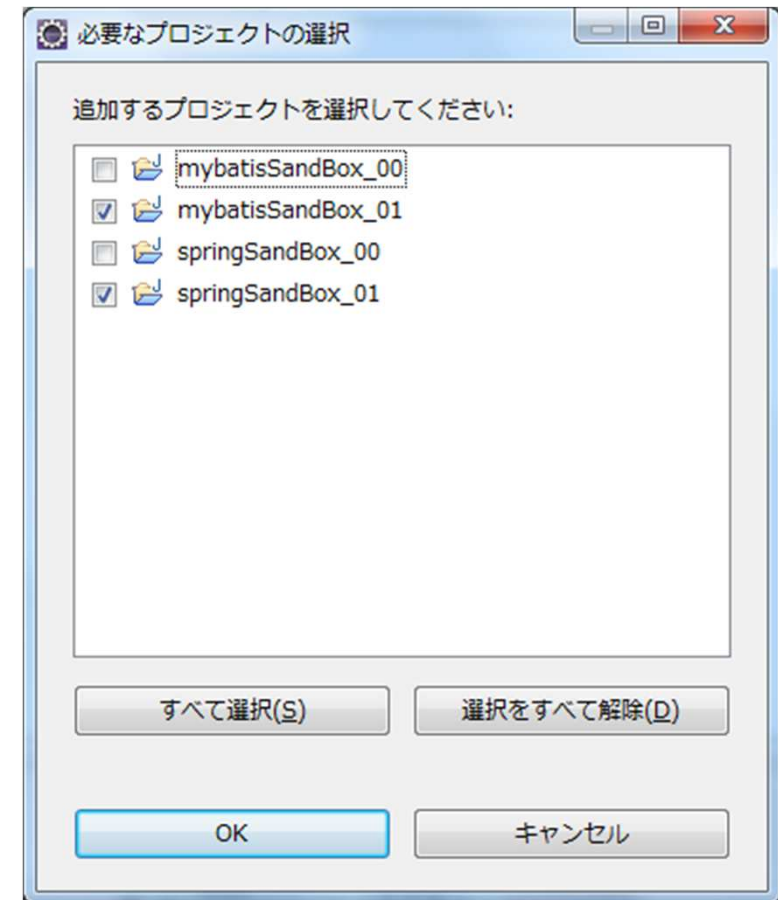 必要なプロジェクトの選択
追加するプロジェクトを選択してください:
mybatisSandBox_00
mybatisSandBox_01
springSandBox_00
springSandBox_01
すべて選択(S)
選択をすべて解除(D)
OK
キャンセル